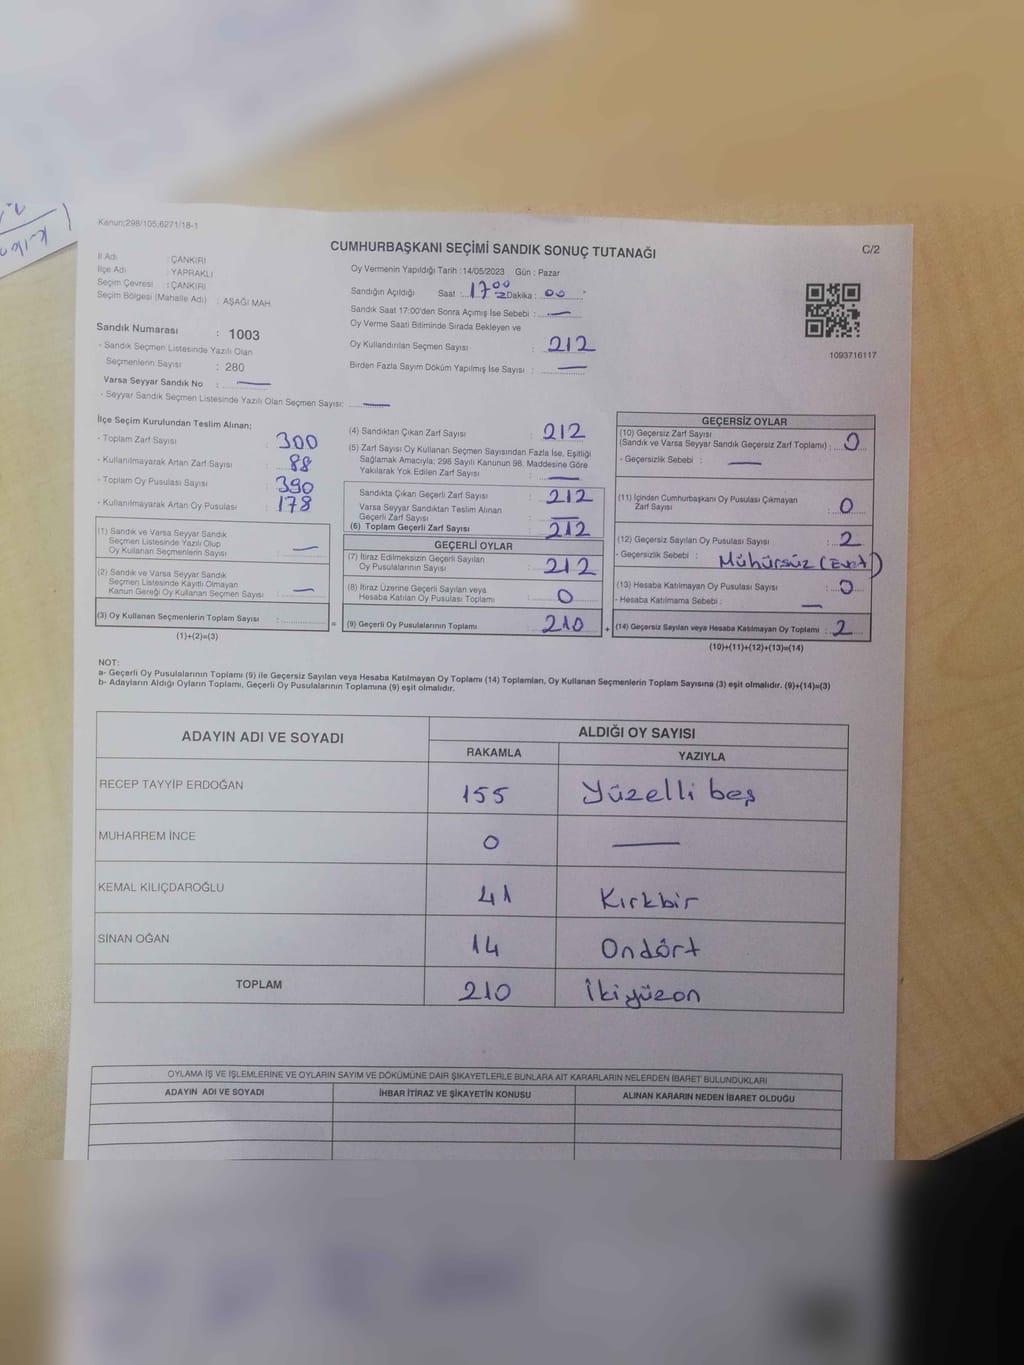 Kanun;298/105;6271/18-1
CUMHURBAŞKANI SEÇİMİ SANDIK SONUÇ TUTANAĞI
C/2
İl Adı : ÇANKIRI
İlçe Adı : YAPRAKLI
Seçim Çevresi : ÇANKIRI
Seçim Bölgesi (Mahalle Adı) : AŞAĞI MAH.
Sandık Numarası : 1003
- Sandık Seçmen Listesinde Yazılı Olan
Seçmenlerin Sayısı : 280
Varsa Seyyar Sandık No : —
- Seyyar Sandık Seçmen Listesinde Yazılı Olan Seçmen Sayısı: —
Oy Vermenin Yapıldığı Tarih : 14/05/2023 Gün : Pazar
Sandığın Açıldığı Saat : 17 00 Dakika : 00
Sandık Saat 17:00'den Sonra Açımış İse Sebebi : —
Oy Verme Saati Bitiminde Sırada Bekleyen ve
Oy Kullandırılan Seçmen Sayısı : 212
Birden Fazla Sayım Döküm Yapılmış İse Sayısı : —
1093716117
İlçe Seçim Kurulundan Teslim Alınan;
- Toplam Zarf Sayısı : 300
- Kullanılmayarak Artan Zarf Sayısı : 88
- Toplam Oy Pusulası Sayısı : 390
- Kullanılmayarak Artan Oy Pusulası : 178
(1) Sandık ve Varsa Seyyar Sandık
Seçmen Listesinde Yazılı Olup
Oy Kullanan Seçmenlerin Sayısı : —
(2) Sandık ve Varsa Seyyar Sandık
Seçmen Listesinde Kayıtlı Olmayan
Kanun Gereği Oy Kullanan Seçmen Sayısı : —
(3) Oy Kullanan Seçmenlerin Toplam Sayısı :
(1)+(2)=(3)
(4) Sandıktan Çıkan Zarf Sayısı : 212
(5) Zarf Sayısı Oy Kullanan Seçmen Sayısından Fazla İse, Eşitliği
Sağlamak Amacıyla; 298 Sayılı Kanunun 98. Maddesine Göre
Yakılarak Yok Edilen Zarf Sayısı : —
Sandıkta Çıkan Geçerli Zarf Sayısı : 212
Varsa Seyyar Sandıktan Teslim Alınan
Geçerli Zarf Sayısı : —
(6) Toplam Geçerli Zarf Sayısı : 212
GEÇERLİ OYLAR
(7) İtiraz Edilmeksizin Geçerli Sayılan
Oy Pusulalarının Sayısı : 212
(8) İtiraz Üzerine Geçerli Sayılan veya
Hesaba Katılan Oy Pusulaları Toplamı : 0
= (9) Geçerli Oy Pusulalarının Toplamı : 210
GEÇERSİZ OYLAR
(10) Geçersiz Zarf Sayısı
(Sandık ve Varsa Seyyar Sandık Geçersiz Zarf Toplamı) : 0
- Geçersizlik Sebebi : —
(11) İçinden Cumhurbaşkanı Oy Pusulası Çıkmayan
Zarf Sayısı : 0
(12) Geçersiz Sayılan Oy Pusulası Sayısı : 2
- Geçersizlik Sebebi : Mühürsüz (Evet)
(13) Hesaba Katılmayan Oy Pusulası Sayısı : 0
- Hesaba Katılmama Sebebi : —
+ (14) Geçersiz Sayılan veya Hesaba Katılmayan Oy Toplamı : 2
(10)+(11)+(12)+(13)=(14)
NOT:
a- Geçerli Oy Pusulalarının Toplamı (9) ile Geçersiz Sayılan veya Hesaba Katılmayan Oy Toplamı (14) Toplamları, Oy Kullanan Seçmenlerin Toplam Sayısına (3) eşit olmalıdır. (9)+(14)=(3)
b- Adayların Aldığı Oyların Toplamı, Geçerli Oy Pusulalarının Toplamına (9) eşit olmalıdır.
ADAYIN ADI VE SOYADI
ALDIĞI OY SAYISI
RAKAMLA YAZIYLA
RECEP TAYYİP ERDOĞAN 155 Yüzelli beş
MUHARREM İNCE 0 —
KEMAL KILIÇDAROĞLU 41 Kırkbir
SİNAN OĞAN 14 Ondört
TOPLAM 210 İkiyüzon
OYLAMA İŞ VE İŞLEMLERİNE VE OYLARIN SAYIM VE DÖKÜMÜNE DAİR ŞİKAYETLERLE BUNLARA AİT KARARLARIN NELERDEN İBARET BULUNDUKLARI
ADAYIN ADI VE SOYADI İHBAR İTİRAZ VE ŞİKAYETİN KONUSU ALINAN KARARIN NEDEN İBARET OLDUĞU